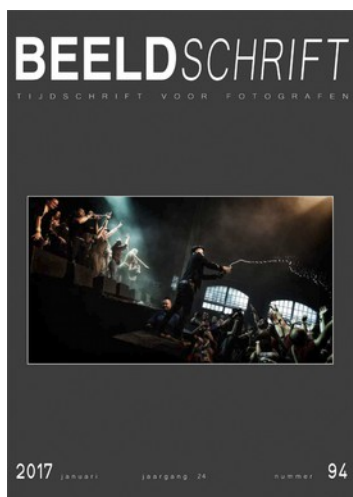 BEELDSCHRIFT
TIJDSCHRIFT VOOR FOTOGRAFEN
2017 januari jaargang 24 nummer 94